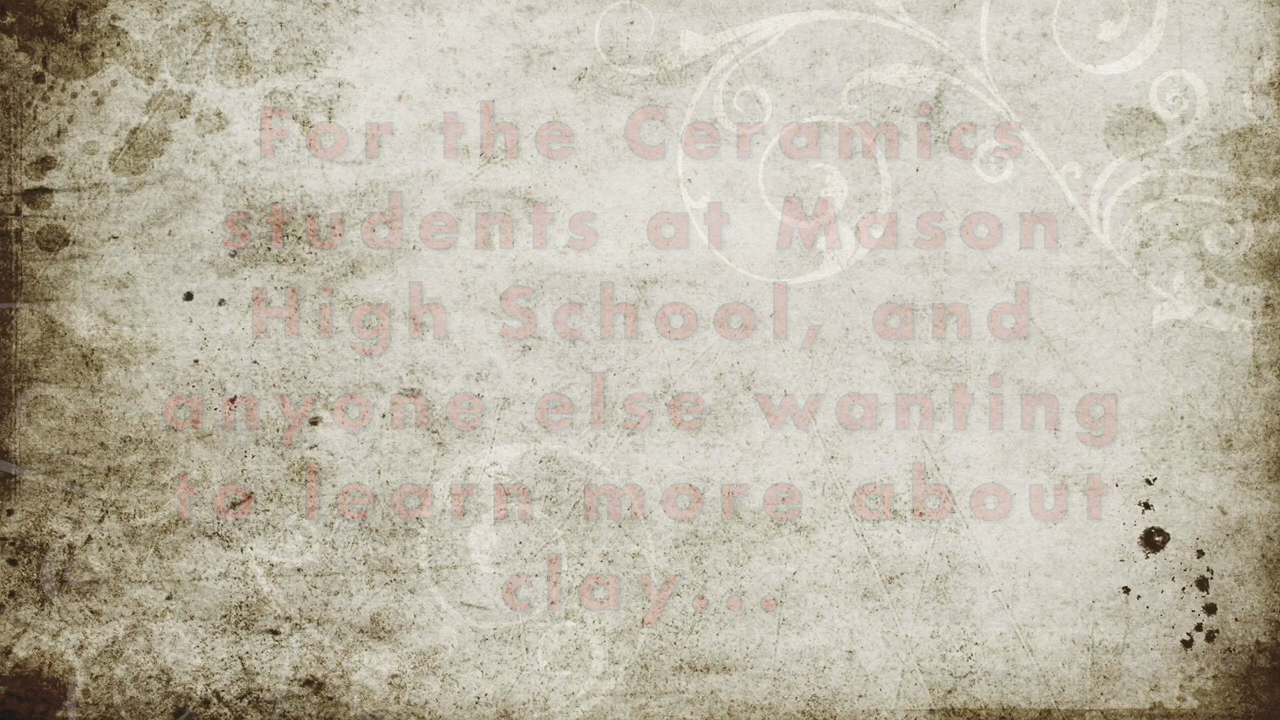 For the Ceramics
students at Mason
High School, and
anyone else wanting
to learn more about
clay...